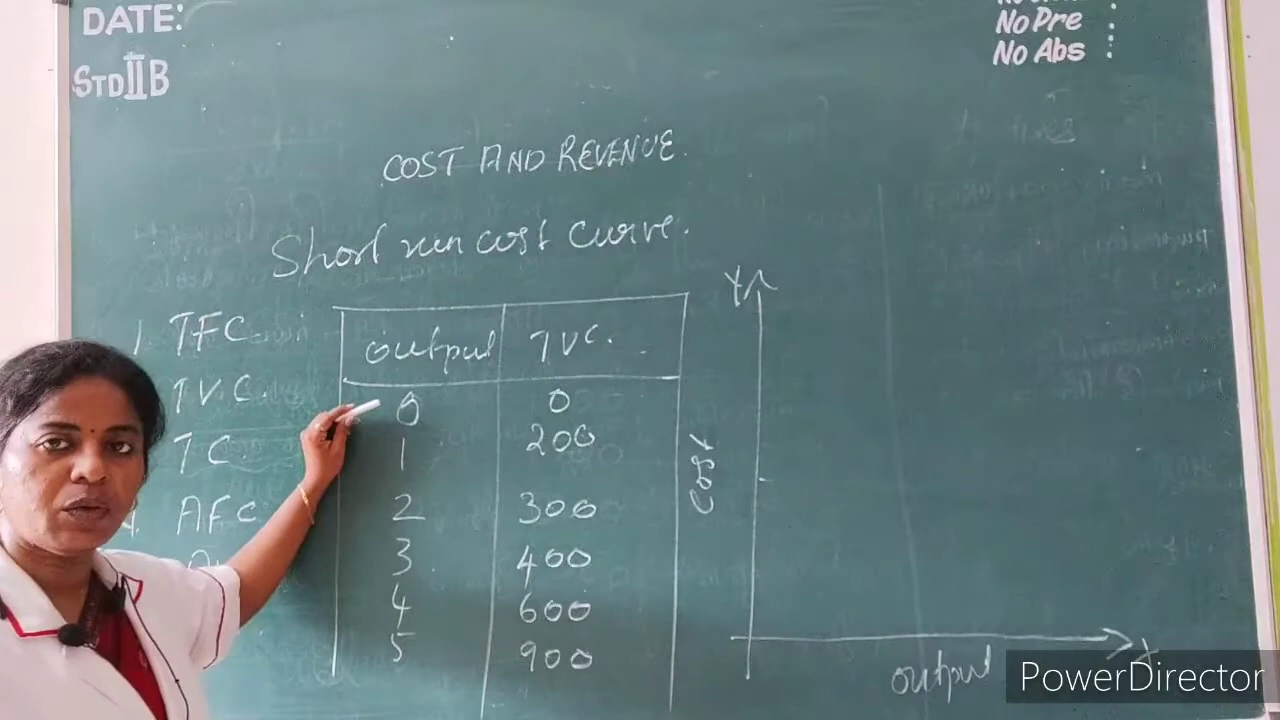 DATE:
STD II B
No Pre :
No Abs :
COST AND REVENUE.
Short run cost curve.
1. TFC
TVC.
TC
4. AFC
output TVC.
0 0
1 200
2 300
3 400
4 600
5 900
Y
Cost
output X
PowerDirector